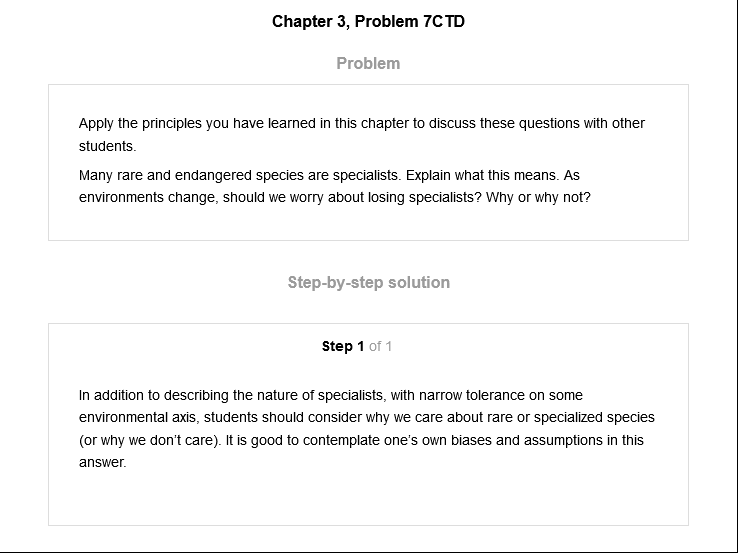 Chapter 3, Problem 7CTD
Problem
Apply the principles you have learned in this chapter to discuss these questions with other
students.
Many rare and endangered species are specialists. Explain what this means. As
environments change, should we worry about losing specialists? Why or why not?
Step-by-step solution
Step 1 of 1
In addition to describing the nature of specialists, with narrow tolerance on some
environmental axis, students should consider why we care about rare or specialized species
(or why we don't care). It is good to contemplate one's own biases and assumptions in this
answer.